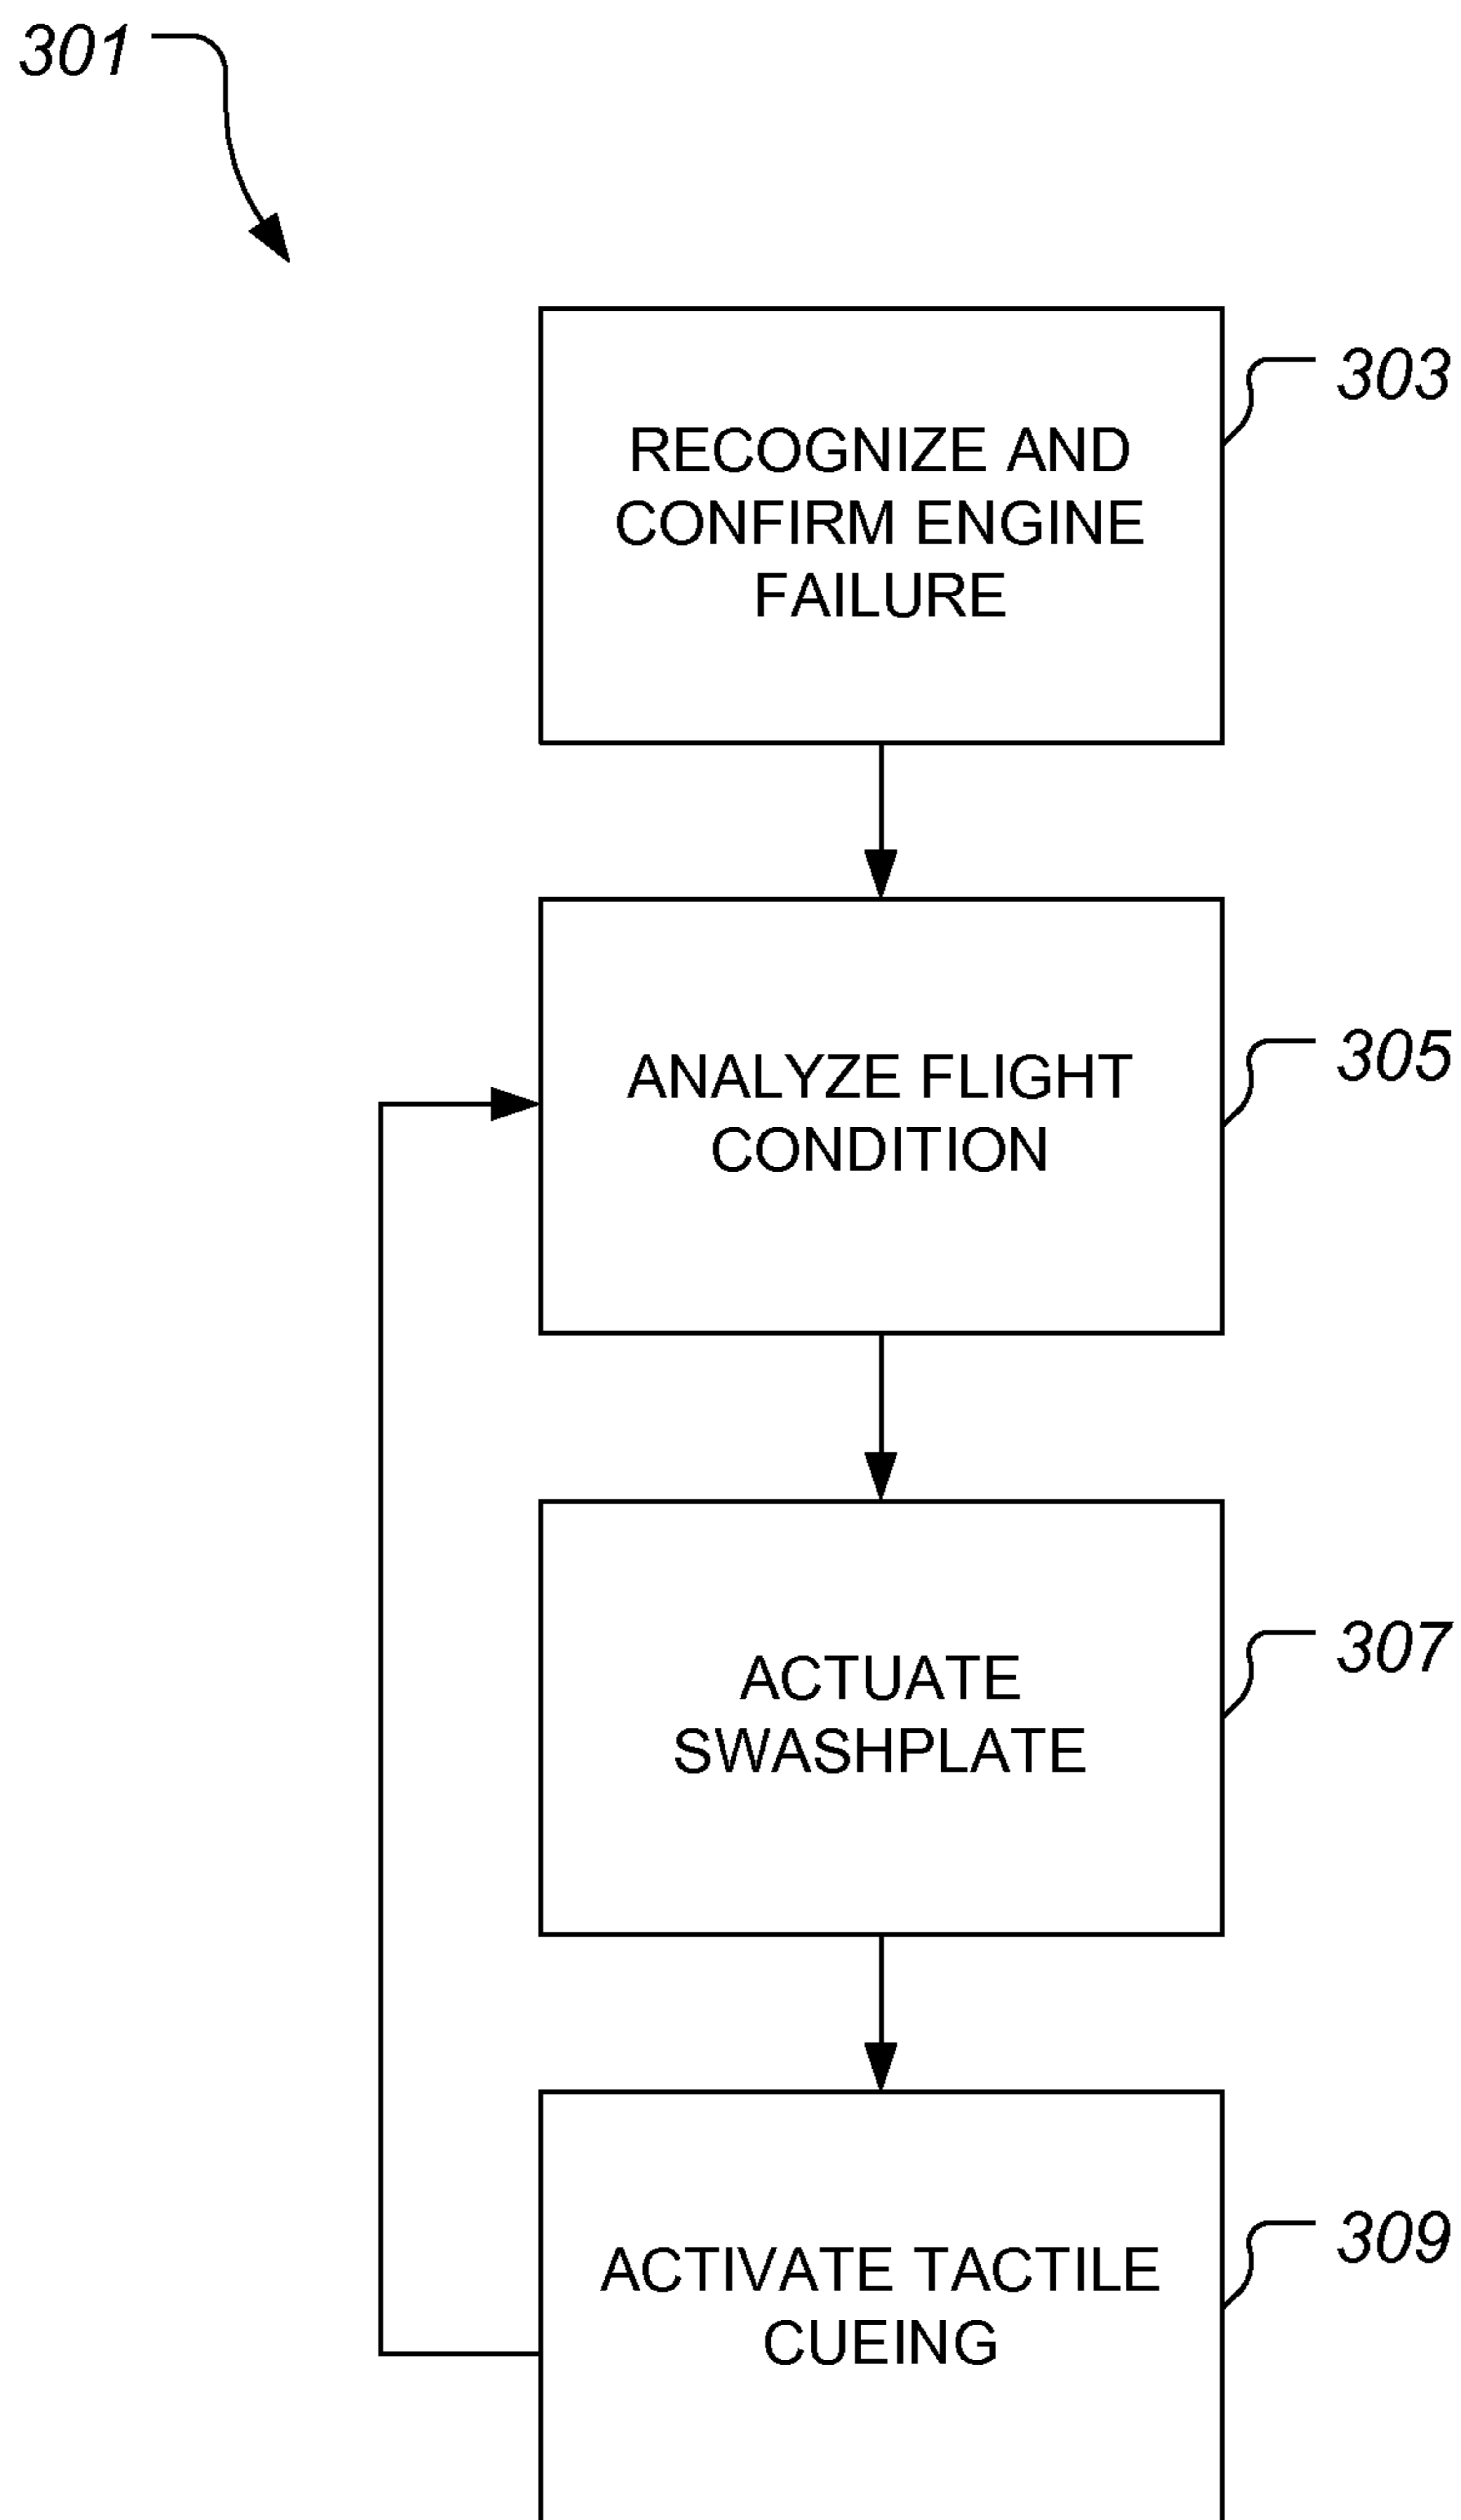 301
303
RECOGNIZE AND
CONFIRM ENGINE
FAILURE
305
ANALYZE FLIGHT
CONDITION
307
ACTUATE
SWASHPLATE
309
ACTIVATE TACTILE
CUEING